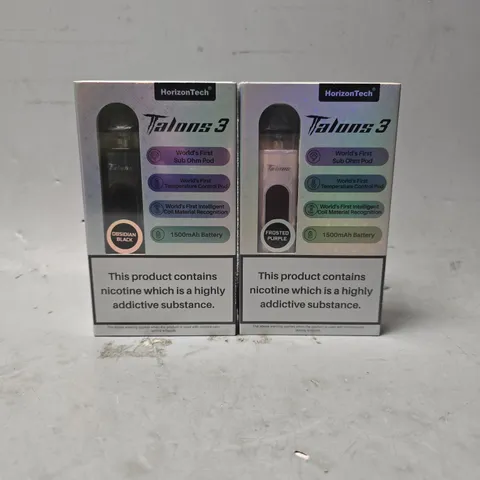 HorizonTech®
Talons 3
World's First
Sub Ohm Pod
World's First
Temperature Control Pod
World's First Intelligent
Coil Material Recognition
1500mAh Battery
OBSIDIAN
BLACK
This product contains
nicotine which is a highly
addictive substance.
HorizonTech®
Talons 3
World's First
Sub Ohm Pod
World's First
Temperature Control Pod
World's First Intelligent
Coil Material Recognition
1500mAh Battery
FROSTED
PURPLE
This product contains
nicotine which is a highly
addictive substance.